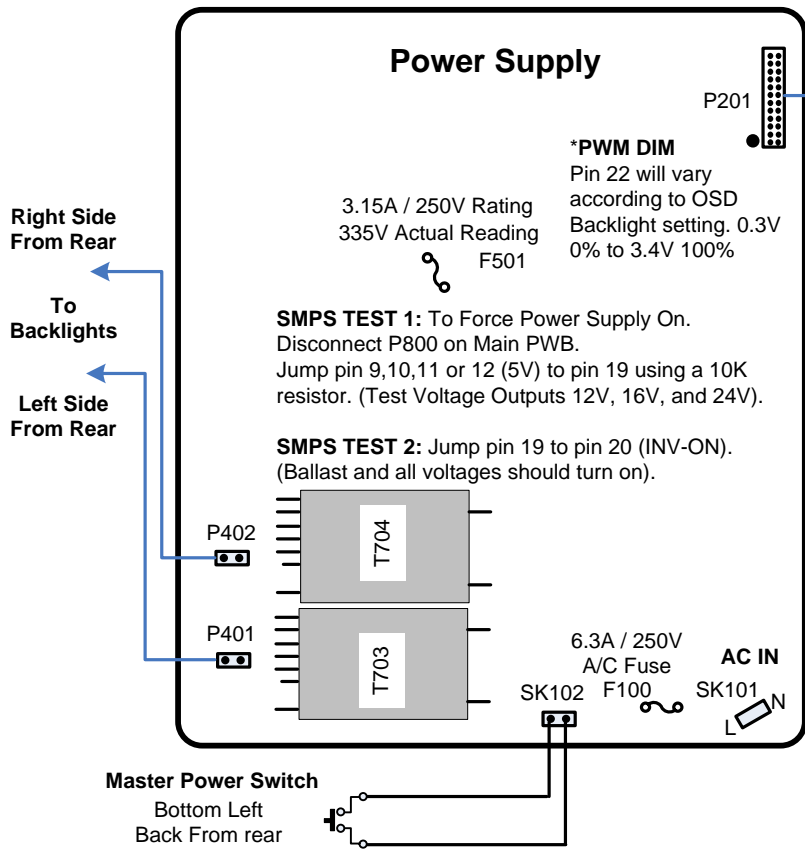 Power Supply
P201
*PWM DIM
Pin 22 will vary
according to OSD
Backlight setting. 0.3V
0% to 3.4V 100%
3.15A / 250V Rating
335V Actual Reading
F501
Right Side
From Rear
To
Backlights
Left Side
From Rear
SMPS TEST 1: To Force Power Supply On.
Disconnect P800 on Main PWB.
Jump pin 9,10,11 or 12 (5V) to pin 19 using a 10K
resistor. (Test Voltage Outputs 12V, 16V, and 24V).
SMPS TEST 2: Jump pin 19 to pin 20 (INV-ON).
(Ballast and all voltages should turn on).
P402
T704
P401
T703
6.3A / 250V
A/C Fuse
F100
AC IN
SK102
SK101
N
L
Master Power Switch
Bottom Left
Back From rear